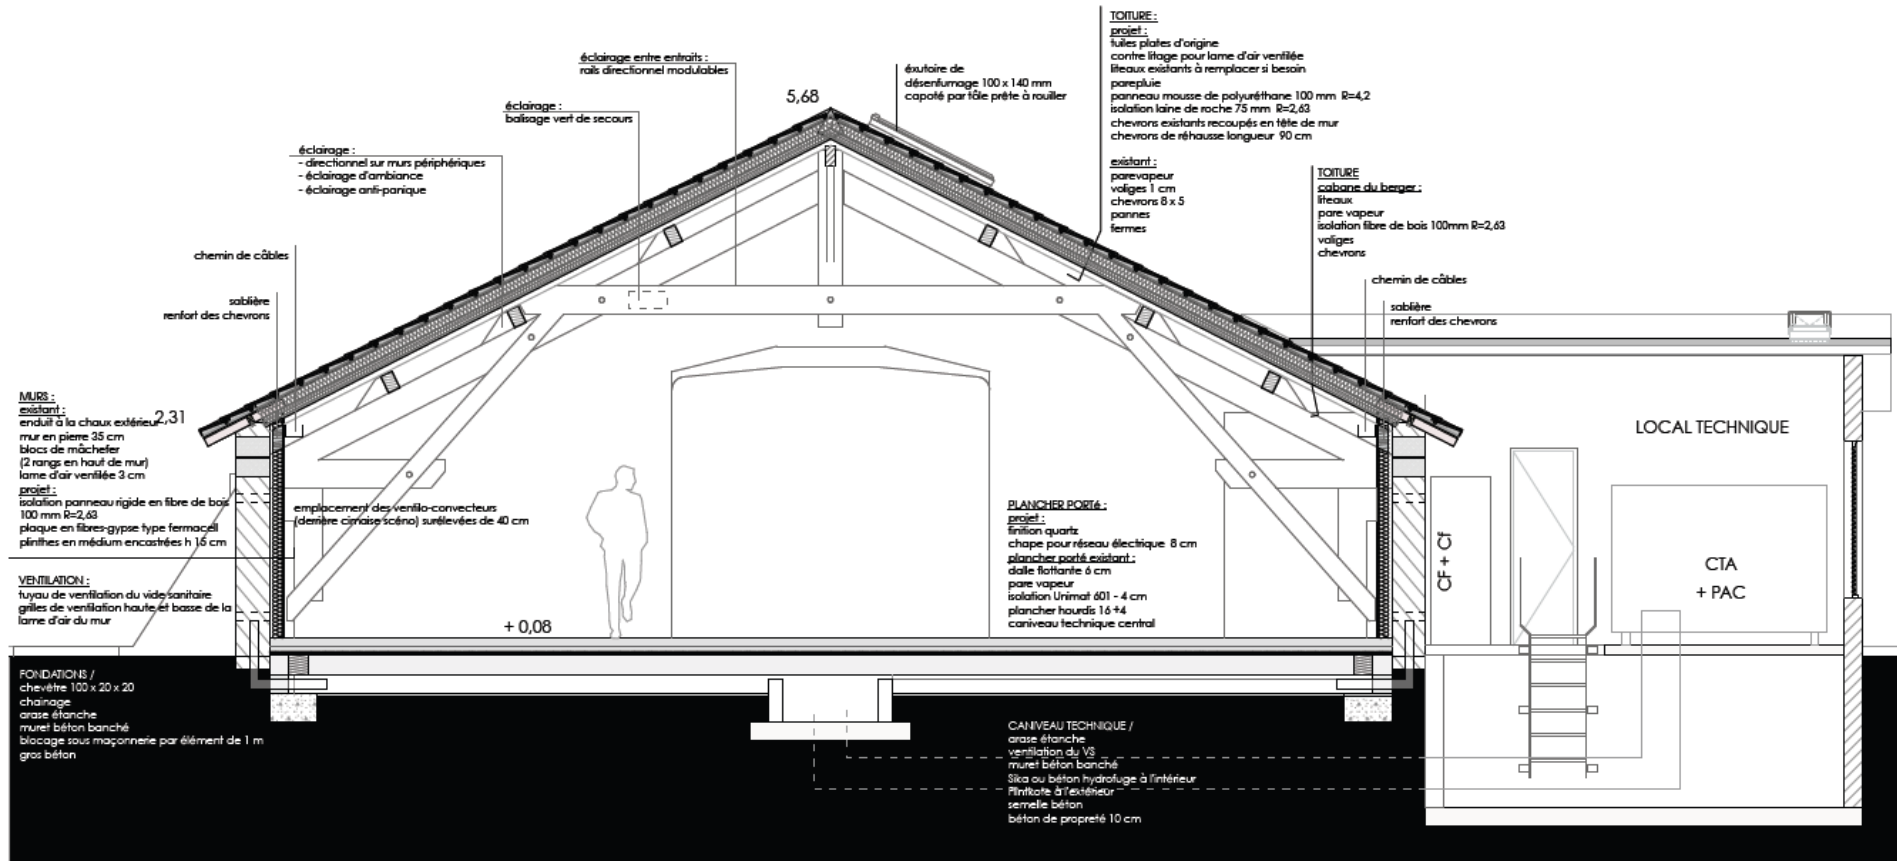 TOITURE :
projet :
tuiles plates d'origine
contre litage pour lame d'air ventilée
liteaux existants à remplacer si besoin
parepluie
panneau mousse de polyuréthane 100 mm R=4,2
isolation laine de roche 75 mm R=2,63
chevrons existants recoupés en tête de mur
chevrons de réhausse longueur 90 cm
existant :
parevapeur
voliges 1 cm
chevrons 8 x 5
pannes
fermes
éclairage entre entraits :
rails directionnel modulables
éxutoire de
désenfumage 100 x 140 mm
capoté par tôle prête à rouiller
5,68
éclairage :
balisage vert de secours
éclairage :
- directionnel sur murs périphériques
- éclairage d'ambiance
- éclairage anti-panique
TOITURE
cabane du berger :
liteaux
pare vapeur
isolation fibre de bois 100mm R=2,63
voliges
chevrons
chemin de câbles
chemin de câbles
sablière
renfort des chevrons
sablière
renfort des chevrons
MURS :
existant :
enduit à la chaux extérieur
mur en pierre 35 cm
blocs de mâchefer
(2 rangs en haut de mur)
lame d'air ventilée 3 cm
projet :
isolation panneau rigide en fibre de bois
100 mm R=2,63
plaque en fibres-gypse type fermacell
plinthes en médium encastrées h 15 cm
2,31
LOCAL TECHNIQUE
emplacement des ventilo-convecteurs
(derrière cimaise scéno) surélevées de 40 cm
PLANCHER PORTé :
projet :
finition quartz
chape pour réseau électrique 8 cm
plancher porté existant :
dalle flottante 6 cm
pare vapeur
isolation Unimat 601 - 4 cm
plancher hourdis 16 +4
caniveau technique central
CF + Cf
CTA
+ PAC
VENTILATION :
tuyau de ventilation du vide sanitaire
grilles de ventilation haute et basse de la
lame d'air du mur
+ 0,08
FONDATIONS /
chevêtre 100 x 20 x 20
chainage
arase étanche
muret béton banché
blocage sous maçonnerie par élément de 1 m
gros béton
CANIVEAU TECHNIQUE /
arase étanche
ventilation du VS
muret béton banché
Sika ou béton hydrofuge à l'intérieur
Flintkote à l'extérieur
semelle béton
béton de propreté 10 cm